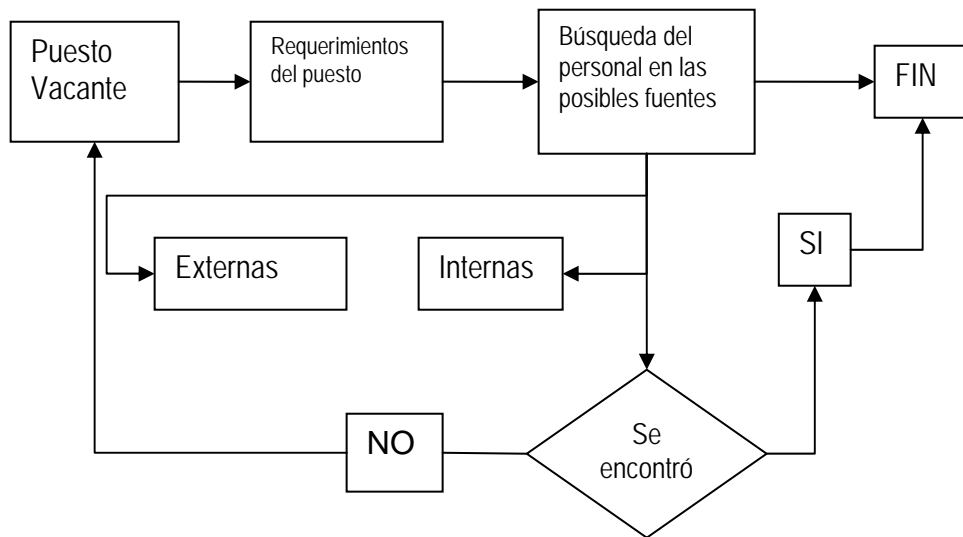 Puesto
Vacante
Requerimientos
del puesto
Búsqueda del
personal en las
posibles fuentes
FIN
Externas
Internas
SI
NO
Se
encontró